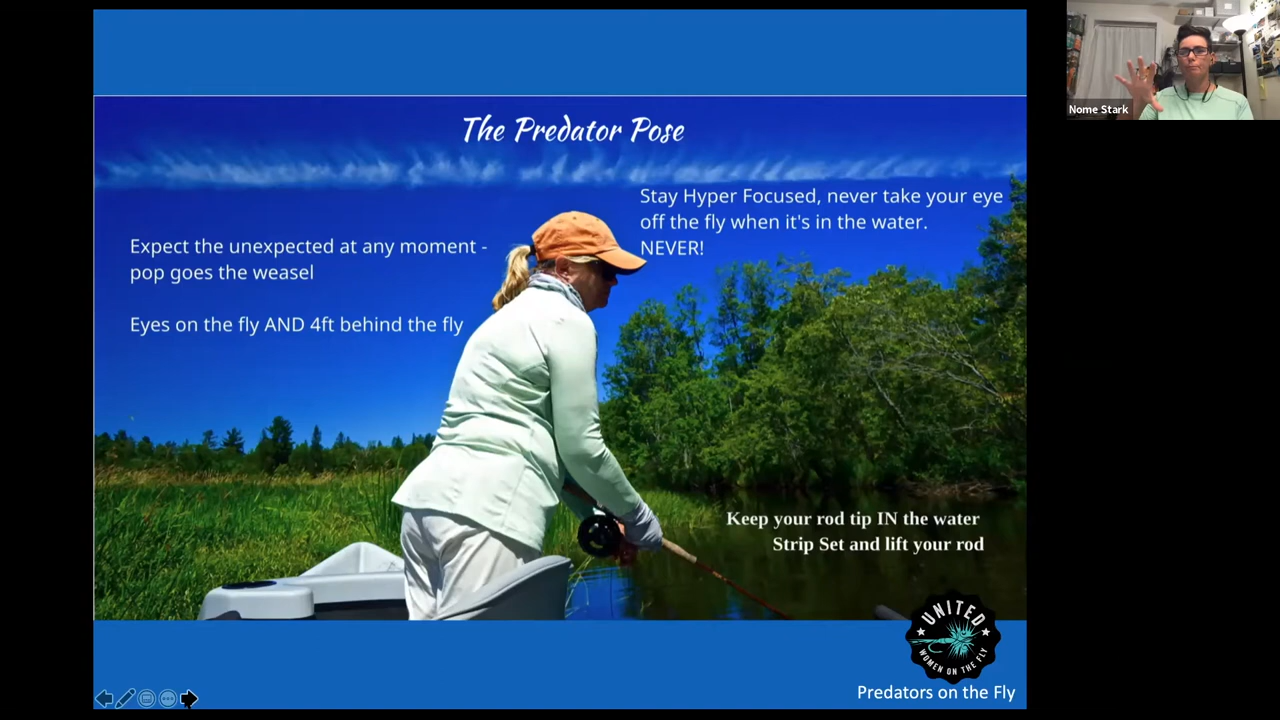 The Predator Pose
Stay Hyper Focused, never take your eye
off the fly when it's in the water.
NEVER!
Expect the unexpected at any moment -
pop goes the weasel
Eyes on the fly AND 4ft behind the fly
Keep your rod tip IN the water
Strip Set and lift your rod
UNITED
WOMEN ON THE FLY
Predators on the Fly
Nome Stark